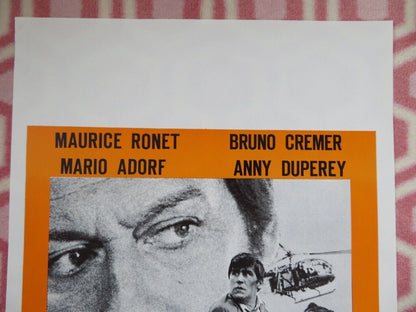 MAURICE RONET BRUNO CREMER
MARIO ADORF ANNY DUPEREY